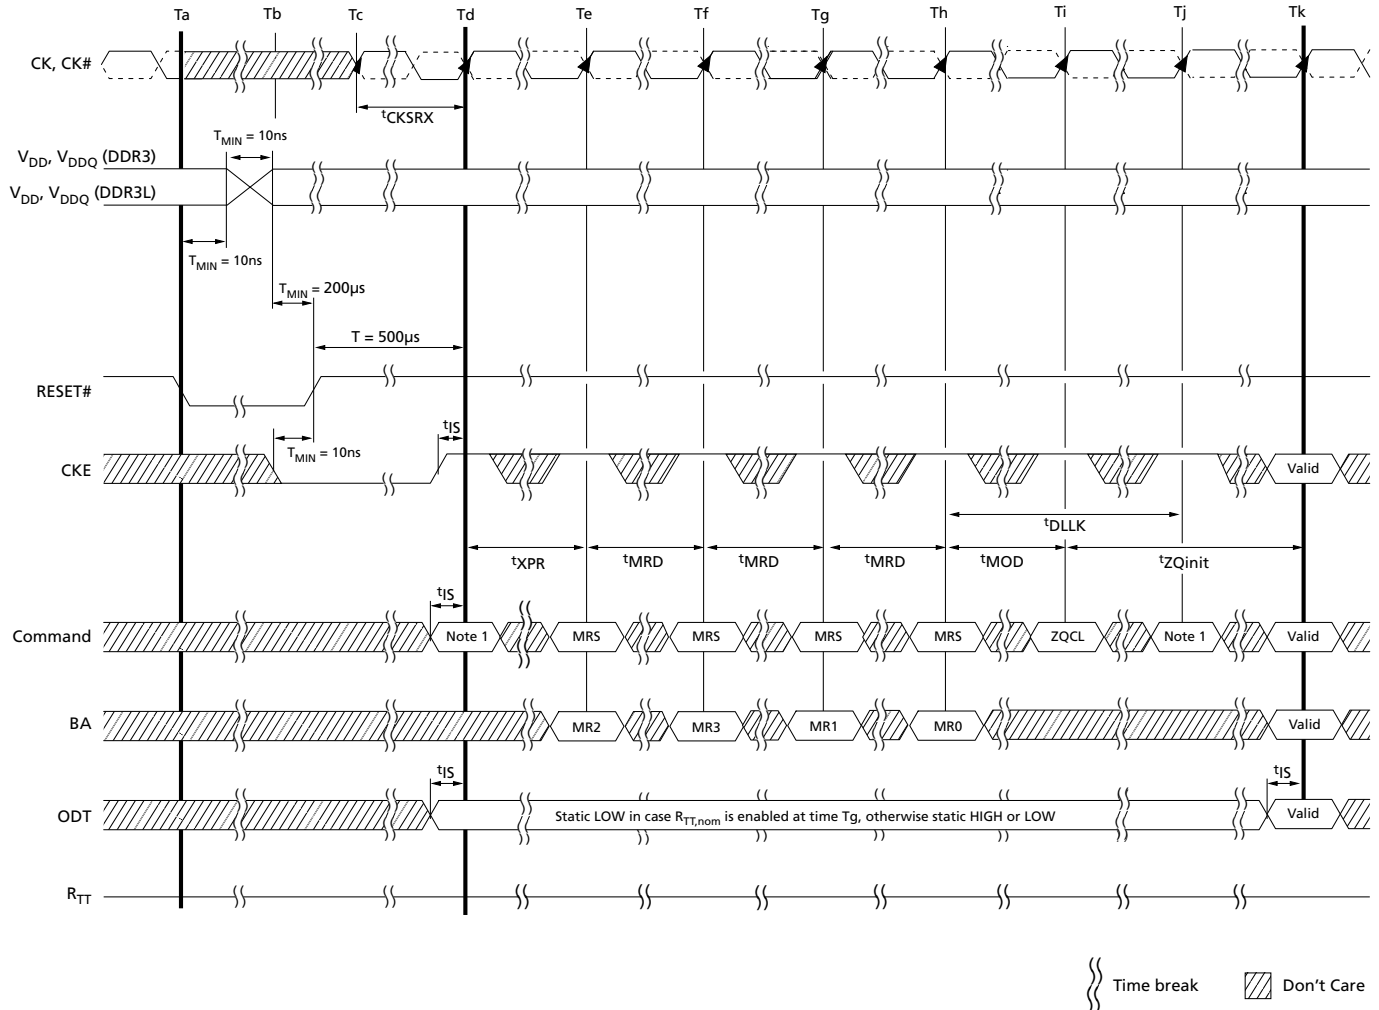 Ta Tb Tc Td Te Tf Tg Th Ti Tj Tk
CK, CK#
tCKSRX
TMIN = 10ns
VDD, VDDQ (DDR3)
VDD, VDDQ (DDR3L)
TMIN = 10ns
TMIN = 200µs
T = 500µs
RESET#
tIS
TMIN = 10ns
CKE
Valid
tDLLK
tXPR tMRD tMRD tMRD tMOD tZQinit
tIS
Command Note 1 MRS MRS MRS MRS ZQCL Note 1 Valid
BA MR2 MR3 MR1 MR0 Valid
tIS tIS
ODT Static LOW in case RTT,nom is enabled at time Tg, otherwise static HIGH or LOW Valid
RTT
Time break Don't Care